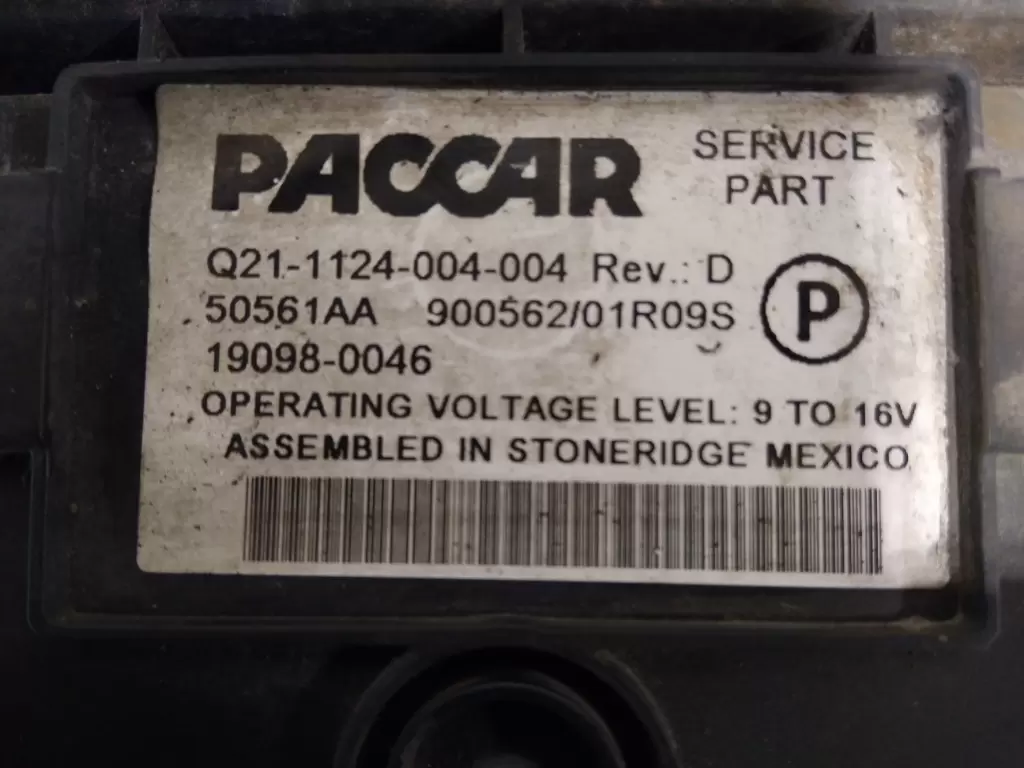 PACCAR
SERVICE
PART
Q21-1124-004-004 Rev.: D
50561AA 900562/01R09S
P
19098-0046
OPERATING VOLTAGE LEVEL: 9 TO 16V
ASSEMBLED IN STONERIDGE MEXICO